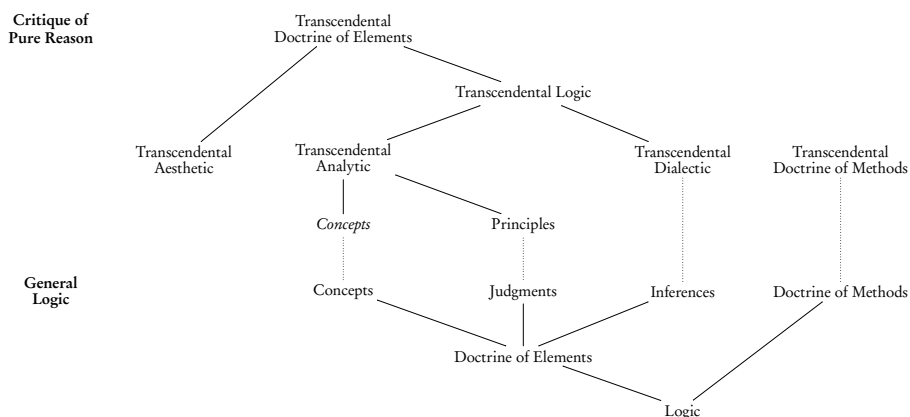 Critique of
Pure Reason
Transcendental
Doctrine of Elements
Transcendental Logic
Transcendental
Aesthetic
Transcendental
Analytic
Transcendental
Dialectic
Transcendental
Doctrine of Methods
Concepts
Principles
General
Logic
Concepts
Judgments
Inferences
Doctrine of Methods
Doctrine of Elements
Logic